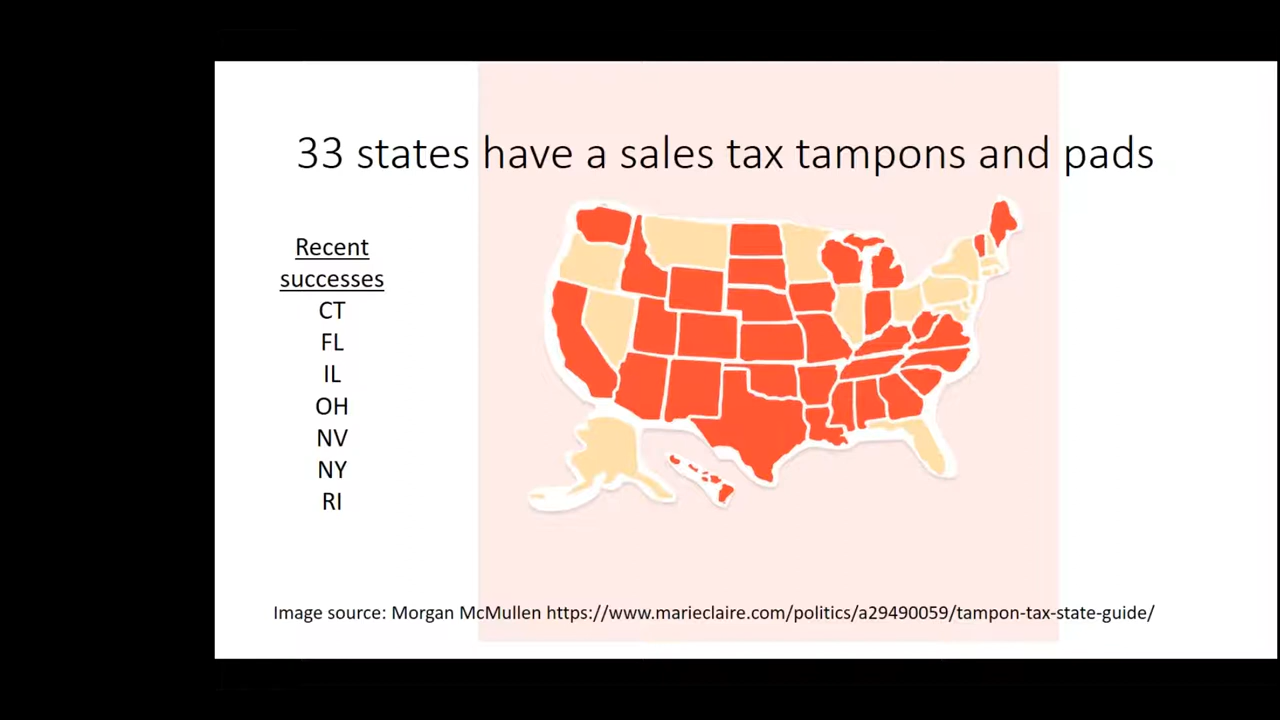 33 states have a sales tax tampons and pads
Recent
successes
CT
FL
IL
OH
NV
NY
RI
Image source: Morgan McMullen https://www.marieclaire.com/politics/a29490059/tampon-tax-state-guide/